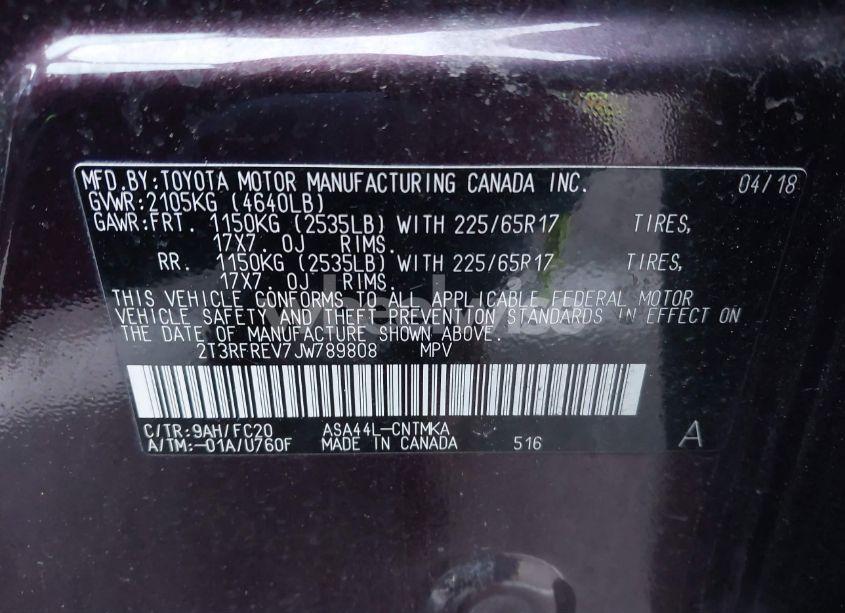 MFD.BY:TOYOTA MOTOR MANUFACTURING CANADA INC. 04/18
GVWR:2105KG (4640LB)
GAWR:FRT. 1150KG (2535LB) WITH 225/65R17 TIRES,
17X7.0J RIMS.
RR. 1150KG (2535LB) WITH 225/65R17 TIRES,
17X7.0J RIMS.
THIS VEHICLE CONFORMS TO ALL APPLICABLE FEDERAL MOTOR
VEHICLE SAFETY AND THEFT PREVENTION STANDARDS IN EFFECT ON
THE DATE OF MANUFACTURE SHOWN ABOVE.
2T3RFREV7JW789808 MPV
C/TR:9AH/FC20 ASA44L-CNTMKA
A/TM:-01A/U760F MADE IN CANADA 516 A